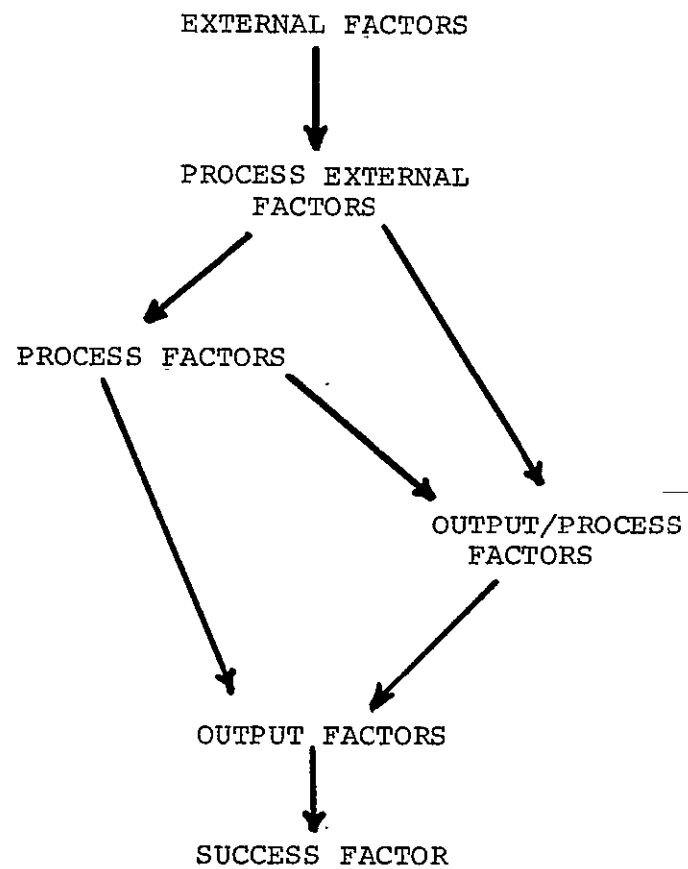 EXTERNAL FACTORS
PROCESS EXTERNAL
FACTORS
PROCESS FACTORS
OUTPUT/PROCESS
FACTORS
OUTPUT FACTORS
SUCCESS FACTOR